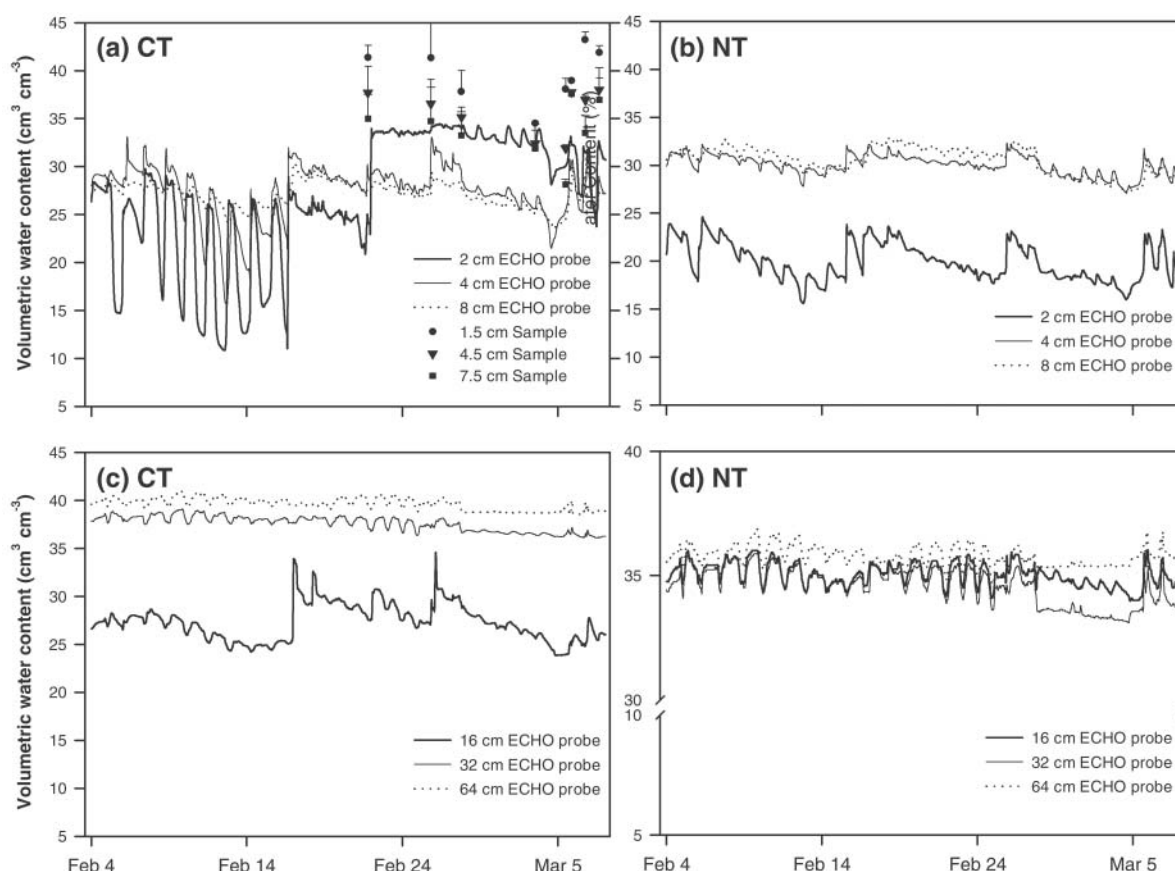 45
40
35
30
25
20
15
10
5
Volumetric water content (cm³ cm⁻³)
(a) CT
2 cm ECHO probe
4 cm ECHO probe
8 cm ECHO probe
1.5 cm Sample
4.5 cm Sample
7.5 cm Sample
Feb 4
Feb 14
Feb 24
Mar 5
45
40
35
30
25
20
15
10
5
(b) NT
2 cm ECHO probe
4 cm ECHO probe
8 cm ECHO probe
45
40
35
30
25
20
15
10
5
Volumetric water content (cm³ cm⁻³)
(c) CT
16 cm ECHO probe
32 cm ECHO probe
64 cm ECHO probe
40
35
30
10
5
(d) NT
16 cm ECHO probe
32 cm ECHO probe
64 cm ECHO probe
Feb 4
Feb 14
Feb 24
Mar 5